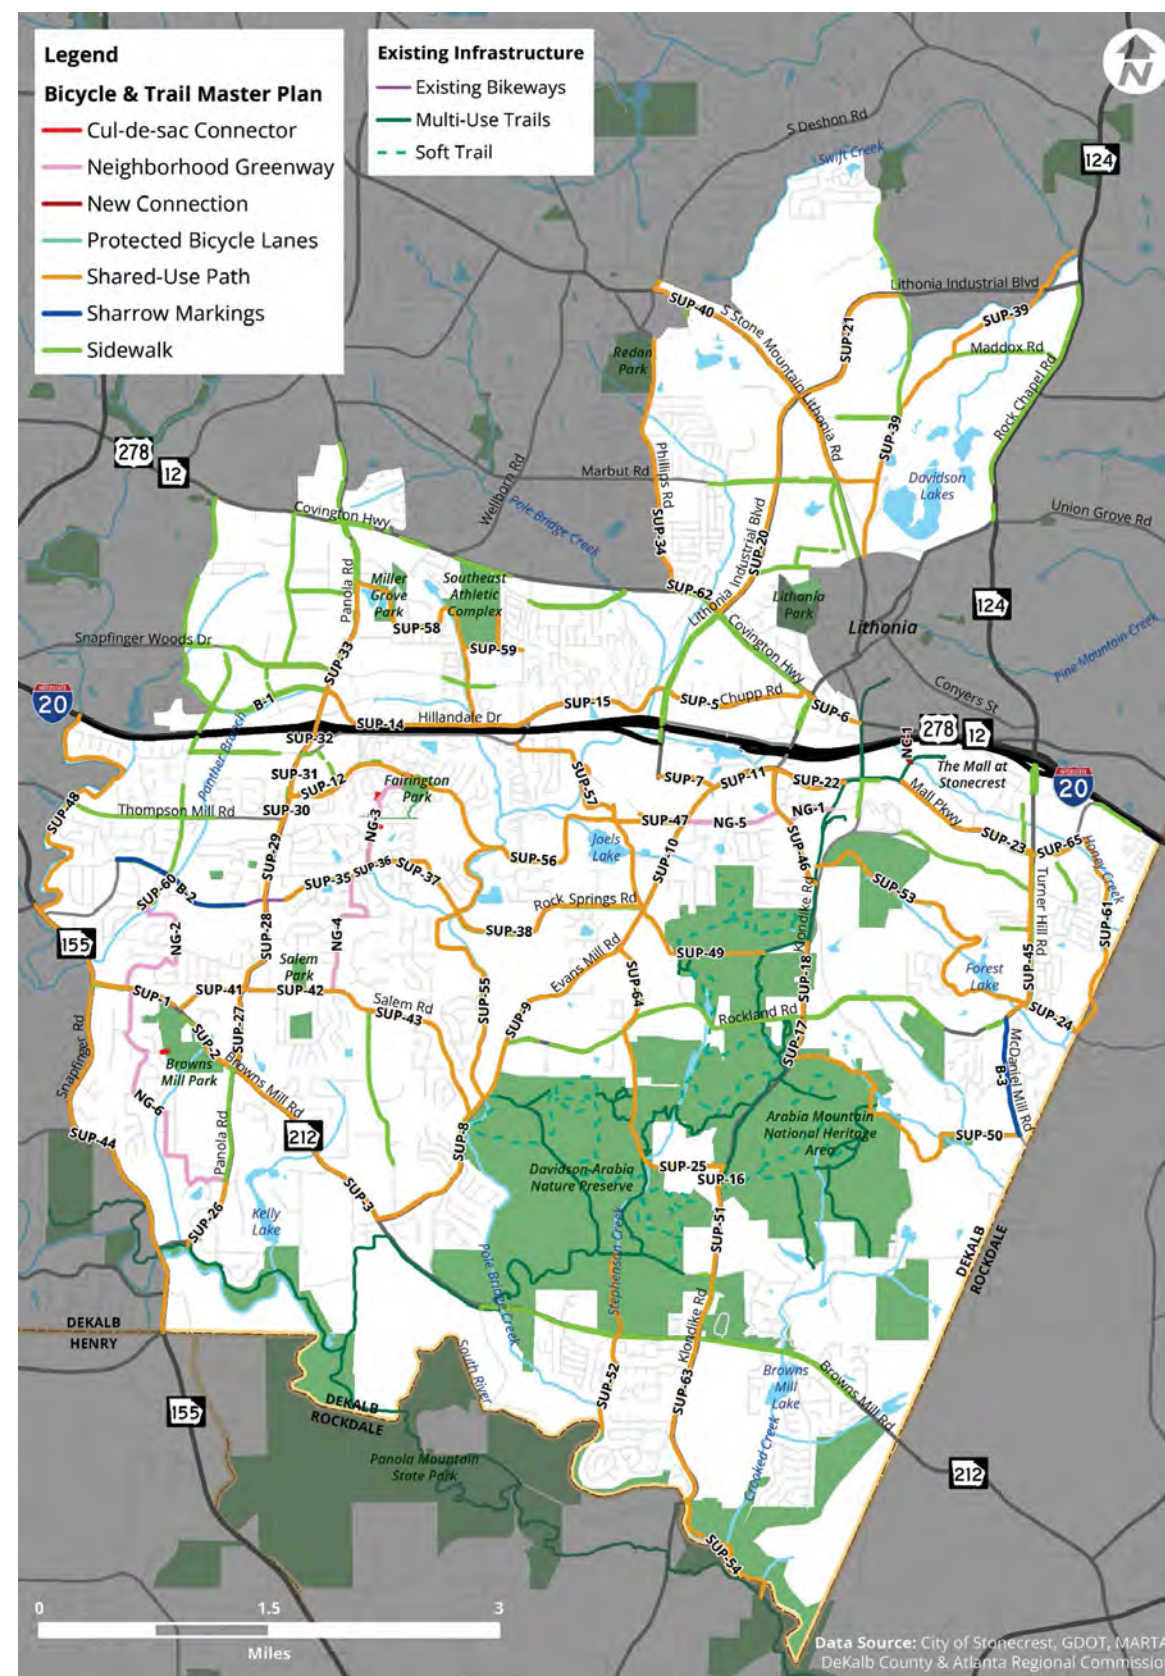 Legend
Bicycle & Trail Master Plan
Cul-de-sac Connector
Neighborhood Greenway
New Connection
Protected Bicycle Lanes
Shared-Use Path
Sharrow Markings
Sidewalk
Existing Infrastructure
Existing Bikeways
Multi-Use Trails
Soft Trail
N
S Deshon Rd
Swift Creek
124
Lithonia Industrial Blvd
SUP-40
S Stone Mountain Lithonia Rd
SUP-21
SUP-39
Maddox Rd
Redan
Park
Rock Chapel Rd
SUP-39
278
12
Wellborn Rd
Marbut Rd
Phillips Rd
Davidson
Lakes
Covington Hwy
Pole Bridge Creek
SUP-34
Lithonia Industrial Blvd
SUP-20
Union Grove Rd
Panola Rd
Miller
Grove
Park
Southeast
Athletic
Complex
SUP-62
Lithonia
Park
124
SUP-58
Lithonia
Snapfinger Woods Dr
SUP-33
SUP-59
Covington Hwy
Pine Mountain Creek
20
B-1
SUP-15
SUP-5
Chupp Rd
Conyers St
SUP-14
Hillandale Dr
SUP-6
Panther Branch
SUP-32
NG-1
278
12
SUP-31
SUP-12
Fairington
Park
SUP-57
SUP-7
SUP-11
SUP-22
The Mall at
Stonecrest
20
SUP-48
Thompson Mill Rd
SUP-30
NG-3
SUP-47
NG-5
NG-1
Mall Pkwy
SUP-23
SUP-65
Honey Creek
SUP-29
Joels
Lake
SUP-10
SUP-46
SUP-56
SUP-60
B-2
SUP-35
SUP-36
SUP-37
SUP-53
Rock Springs Rd
Klondike Rd
Turner Hill Rd
SUP-61
155
NG-2
SUP-28
NG-4
SUP-38
Evans Mill Rd
SUP-49
SUP-18
SUP-45
Salem
Park
Forest
Lake
SUP-1
SUP-41
SUP-42
Salem Rd
SUP-43
SUP-55
SUP-9
SUP-64
Rockland Rd
SUP-24
SUP-27
SUP-2
Snapfinger Rd
Browns
Mill Park
Browns Mill Rd
SUP-17
B-3
McDaniel Mill Rd
NG-6
Panola Rd
212
SUP-8
Arabia Mountain
National Heritage
Area
SUP-50
SUP-44
Davidson-Arabia
Nature Preserve
SUP-25
SUP-16
SUP-3
SUP-26
Kelly
Lake
SUP-51
Stephenson Creek
Pole Bridge Creek
DEKALB
ROCKDALE
DEKALB
HENRY
South River
Klondike Rd
SUP-52
SUP-63
Browns
Mill
Lake
Browns Mill Rd
155
DEKALB
ROCKDALE
Panola Mountain
State Park
Crooked Creek
212
SUP-54
0
1.5
3
Miles
Data Source: City of Stonecrest, GDOT, MARTA,
DeKalb County & Atlanta Regional Commission